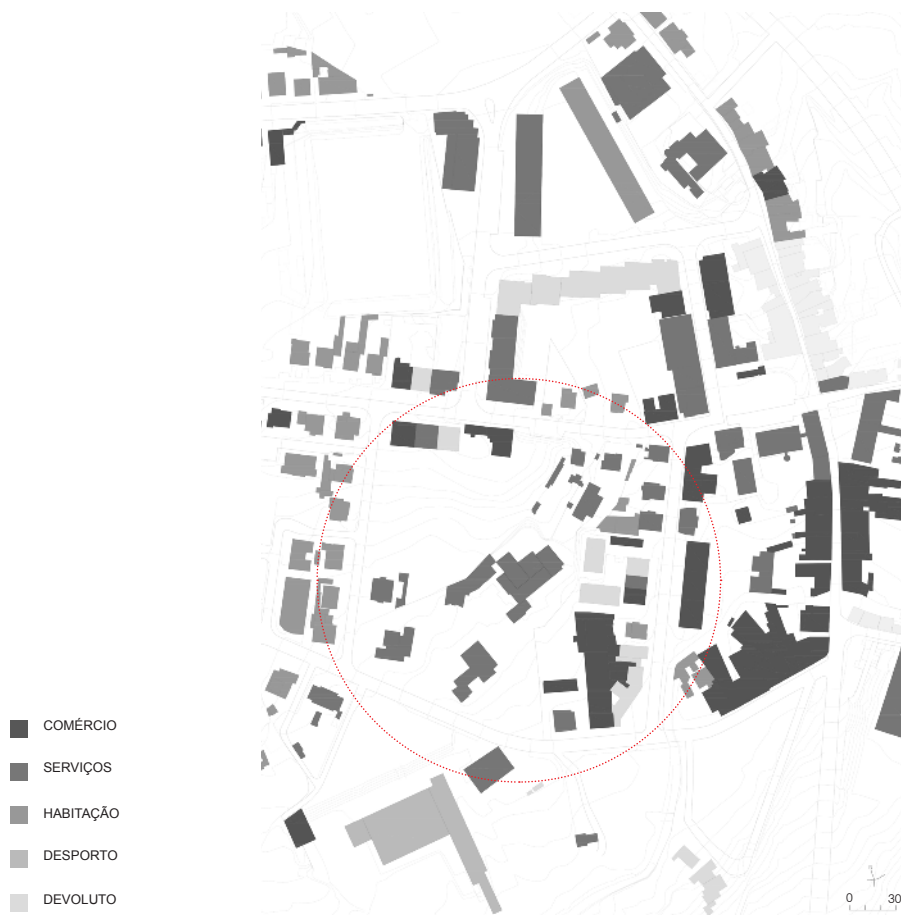 COMÉRCIO
SERVIÇOS
HABITAÇÃO
DESPORTO
DEVOLUTO
0 30